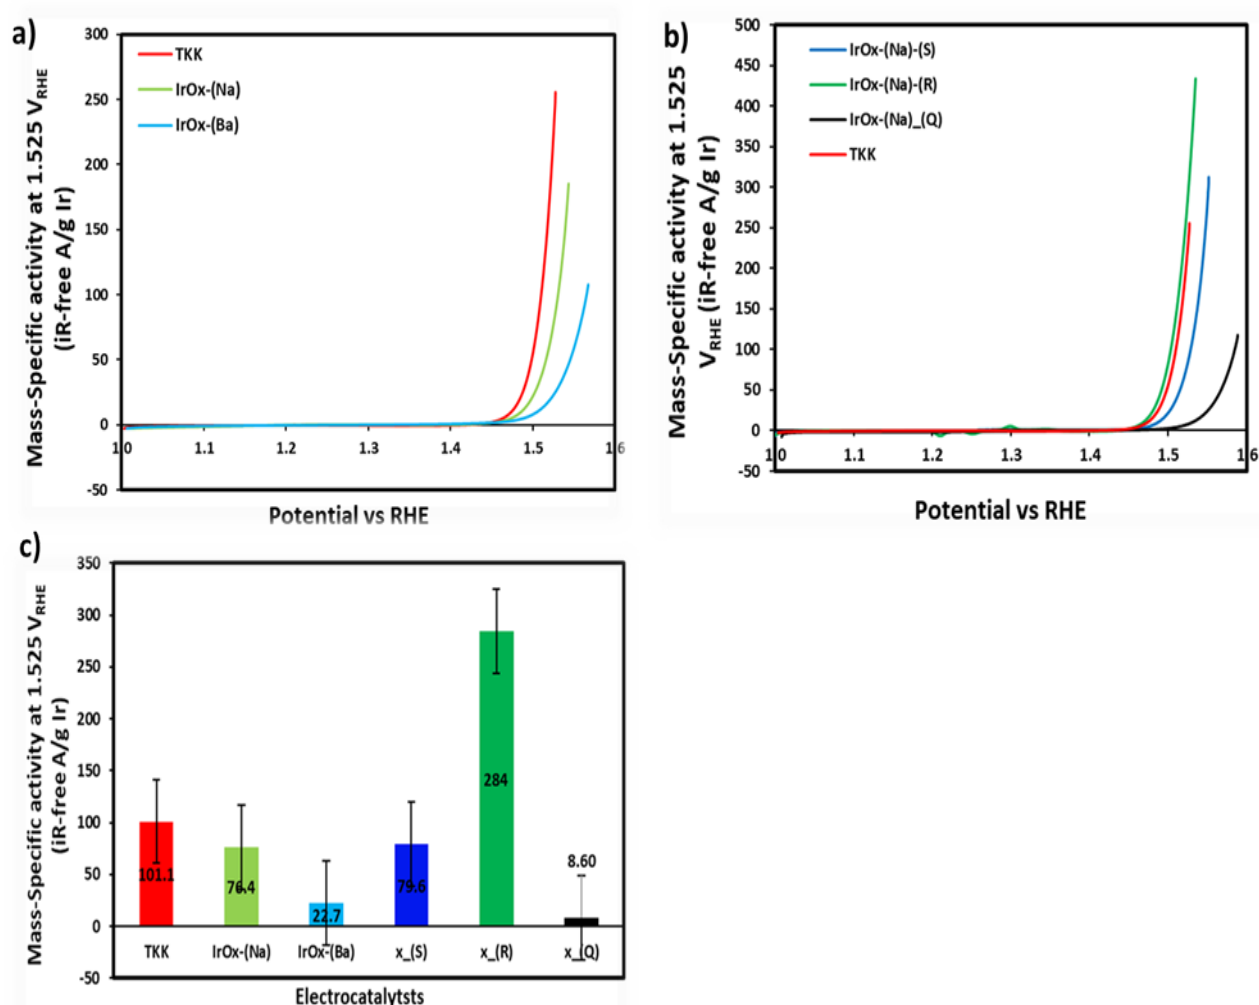 a)
Mass-Specific activity at 1.525 VRHE
(iR-free A/g Ir)
300
250
200
150
100
50
0
-50
TKK
IrOx-(Na)
IrOx-(Ba)
1.0
1.1
1.2
1.3
1.4
1.5
1.6
Potential vs RHE
b)
Mass-Specific activity at 1.525
VRHE (iR-free A/g Ir)
500
450
400
350
300
250
200
150
100
50
0
-50
IrOx-(Na)-(S)
IrOx-(Na)-(R)
IrOx-(Na)_(Q)
TKK
1.0
1.1
1.2
1.3
1.4
1.5
1.6
Potential vs RHE
c)
Mass-Specific activity at 1.525 VRHE
(iR-free A/g Ir)
350
300
250
200
150
100
50
0
-50
101.1
76.4
22.7
79.6
284
8.60
TKK
IrOx-(Na)
IrOx-(Ba)
x_(S)
x_(R)
x_(Q)
Electrocatalytsts